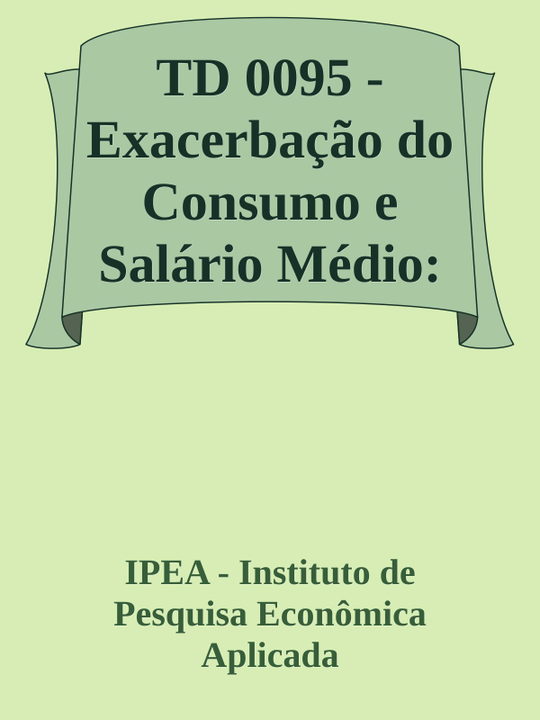 TD 0095 -
Exacerbação do
Consumo e
Salário Médio:
IPEA - Instituto de
Pesquisa Econômica
Aplicada